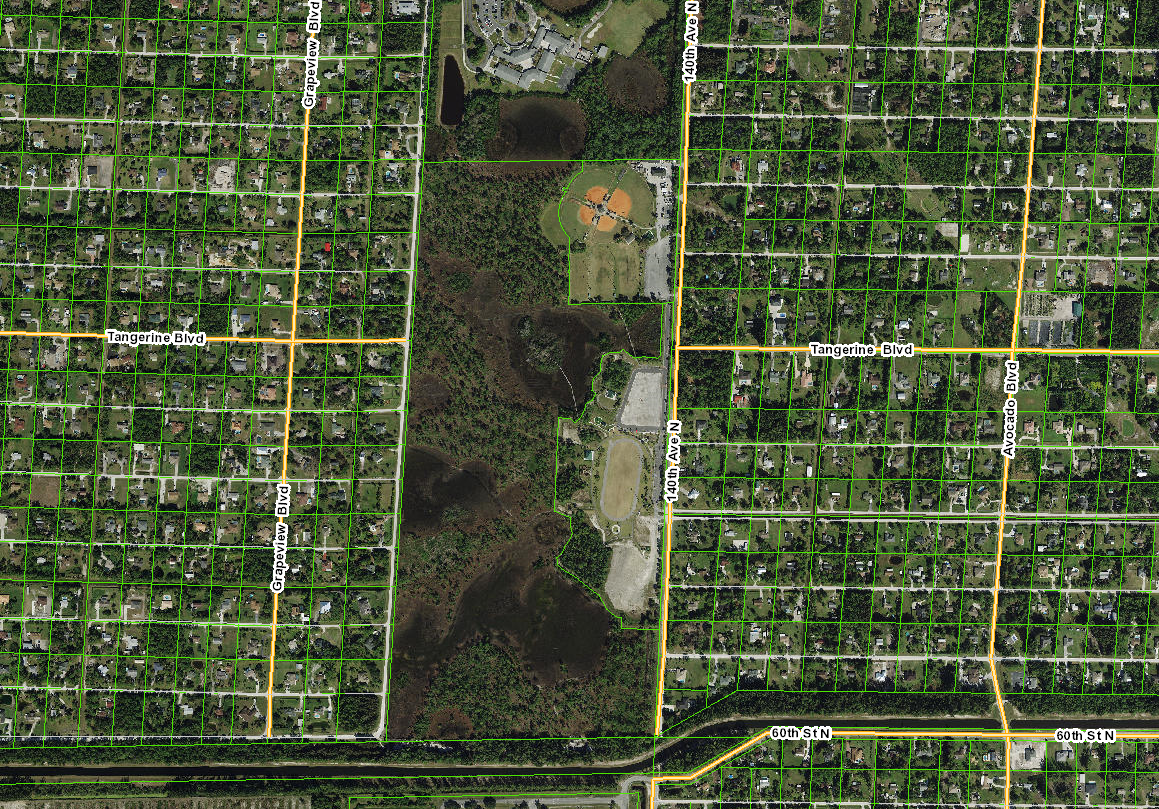 Grapeview Blvd
140th Ave N
Tangerine Blvd
Tangerine Blvd
Avocado Blvd
140th Ave N
Grapeview Blvd
60th St N
60th St N